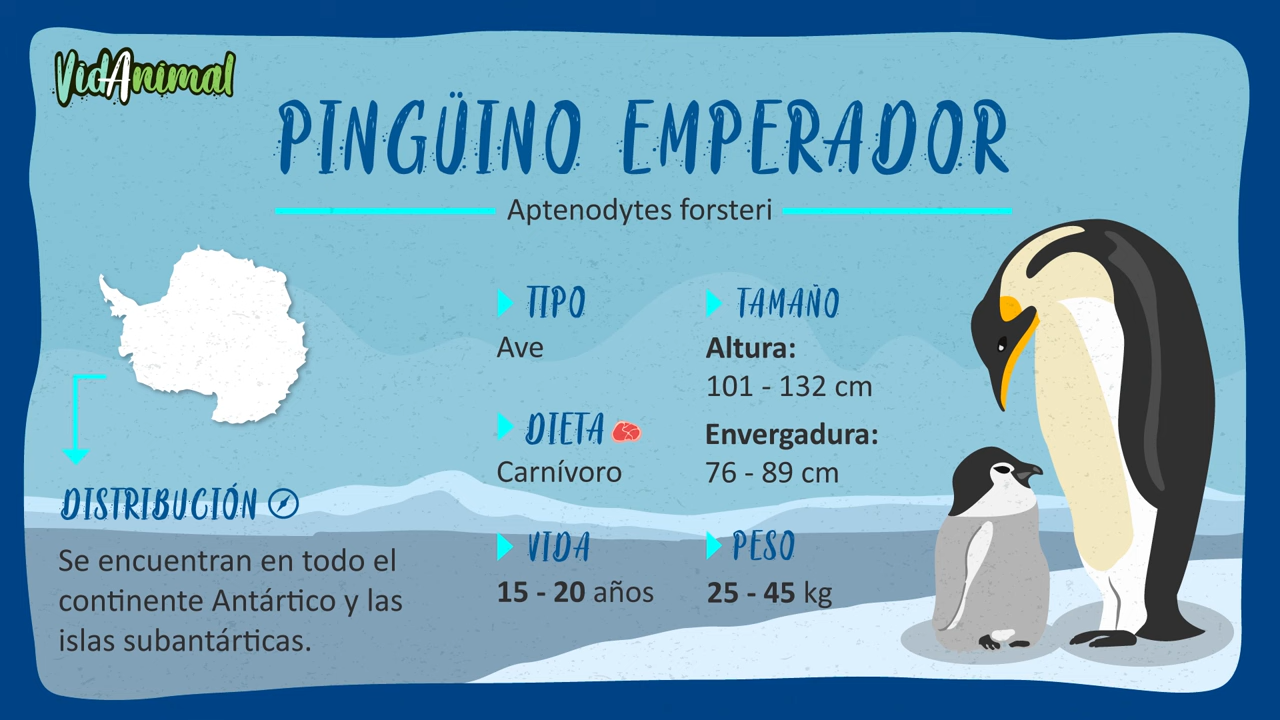 VidAnimal
PINGÜINO EMPERADOR
Aptenodytes forsteri
DISTRIBUCIÓN
Se encuentran en todo el
continente Antártico y las
islas subantárticas.
TIPO
Ave
DIETA
Carnívoro
VIDA
15 - 20 años
TAMAÑO
Altura:
101 - 132 cm
Envergadura:
76 - 89 cm
PESO
25 - 45 kg